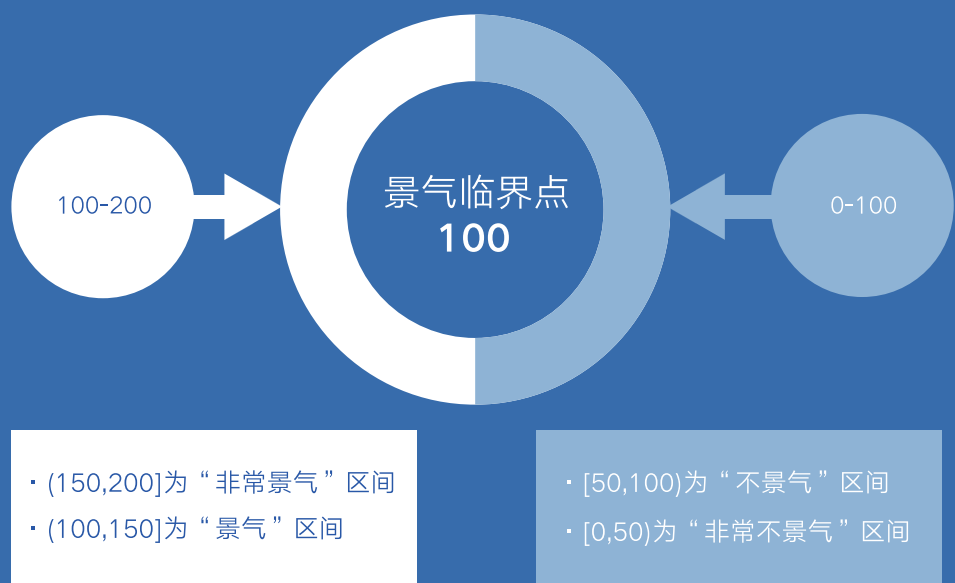 景气临界点
100
100-200
0-100
· (150,200]为“非常景气”区间
· (100,150]为“景气”区间
· [50,100)为“不景气”区间
· [0,50)为“非常不景气”区间